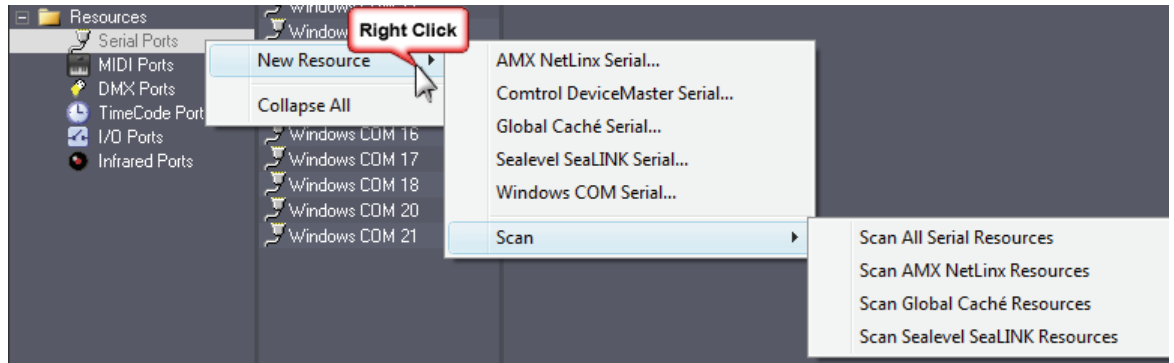 Resources
Serial Ports
MIDI Ports
DMX Ports
TimeCode Port
I/O Ports
Infrared Ports
Window
Right Click
New Resource
Collapse All
Windows COM 16
Windows COM 17
Windows COM 18
Windows COM 20
Windows COM 21
AMX NetLinx Serial...
Comtrol DeviceMaster Serial...
Global Caché Serial...
Sealevel SeaLINK Serial...
Windows COM Serial...
Scan
Scan All Serial Resources
Scan AMX NetLinx Resources
Scan Global Caché Resources
Scan Sealevel SeaLINK Resources